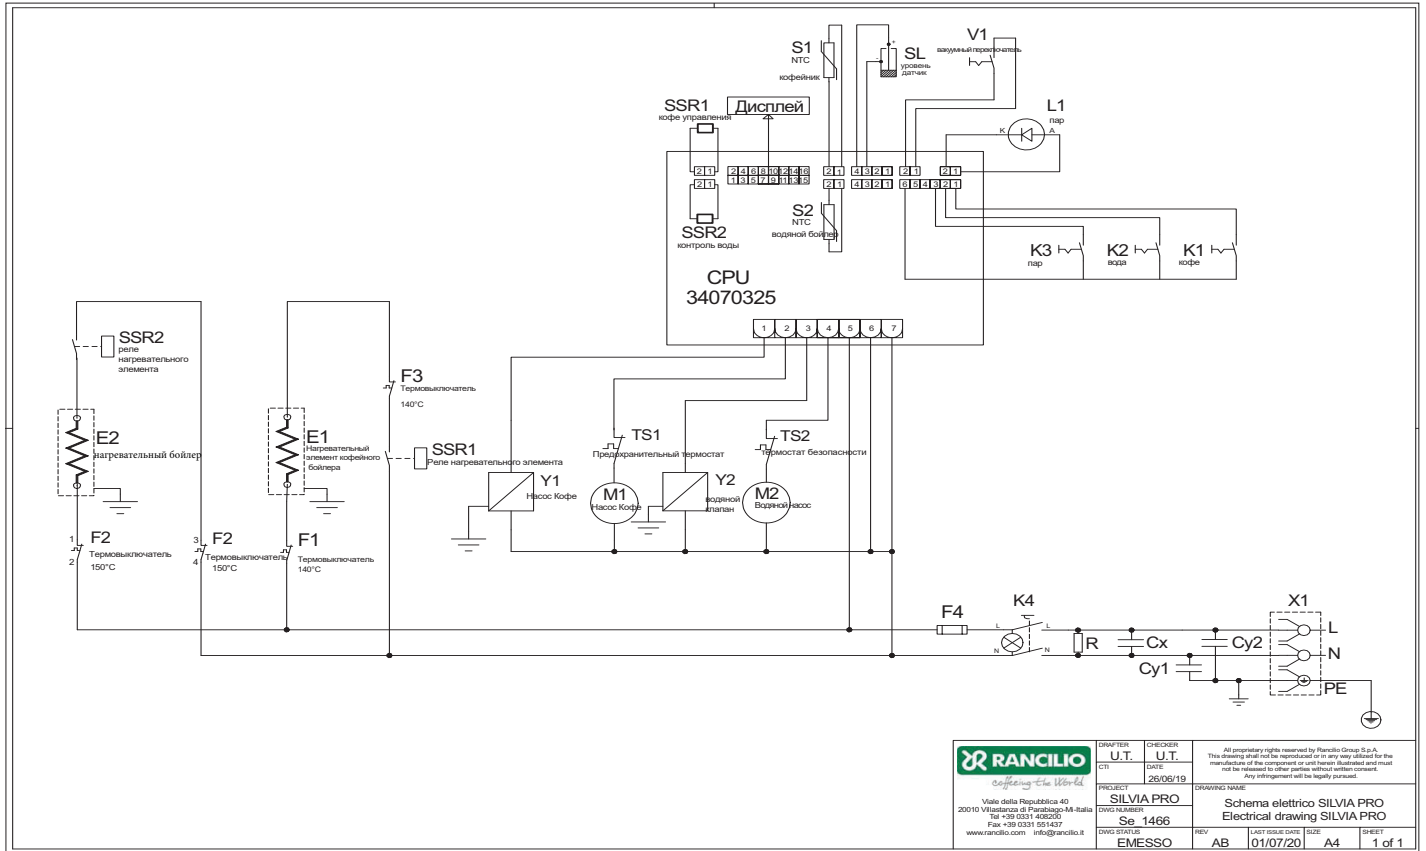 S1
NTC
кофейник
SL
уровень
датчик
+
-
V1
вакуумный переключатель
SSR1
кофе управления
Дисплей
L1
пар
K
A
2 1
2 4 6 8 10 12 14 16
2 1
4 3 2 1
2 1
2 1
2 1
1 3 5 7 9 11 13 15
2 1
4 3 2 1
6 5 4 3 2 1
SSR2
контроль воды
S2
NTC
водяной бойлер
K3
пар
K2
вода
K1
кофе
CPU
34070325
1 2 3 4 5 6 7
SSR2
реле
нагревательного
элемента
F3
Термовыключатель
140°C
E2
нагревательный бойлер
E1
Нагревательный
элемент кофейного
бойлера
SSR1
Реле нагревательного элемента
TS1
Предохранительный термостат
TS2
термостат безопасности
Y1
Насос Кофе
M1
Насос Кофе
Y2
водяной
клапан
M2
Водяной насос
1
2
F2
Термовыключатель
150°C
3
4
F2
Термовыключатель
150°C
F1
Термовыключатель
140°C
F4
K4
L
L
N
N
R
Cx
Cy1
Cy2
X1
L
N
PE
RANCILIO
coffeeing the World
Viale della Repubblica 40
20010 Villastanza di Parabiago-MI-Italia
Tel +39 0331 408200
Fax +39 0331 551437
www.rancilio.com info@rancilio.it
DRAFTER
U.T.
CHECKER
U.T.
CTI
DATE
26/06/19
PROJECT
SILVIA PRO
DWG NUMBER
Se_1466
DWG STATUS
EMESSO
All proprietary rights reserved by Rancilio Group S.p.A.
This drawing shall not be reproduced or in any way utilized for the
manufacture of the component or unit herein illustrated and must
not be released to other parties without written consent.
Any infringement will be legally pursued.
DRAWING NAME
Schema elettrico SILVIA PRO
Electrical drawing SILVIA PRO
REV
AB
LAST ISSUE DATE
01/07/20
SIZE
A4
SHEET
1 of 1